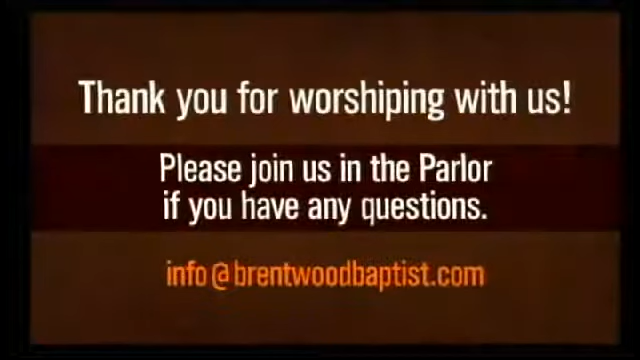 Thank you for worshiping with us!
Please join us in the Parlor
if you have any questions.
info@brentwoodbaptist.com